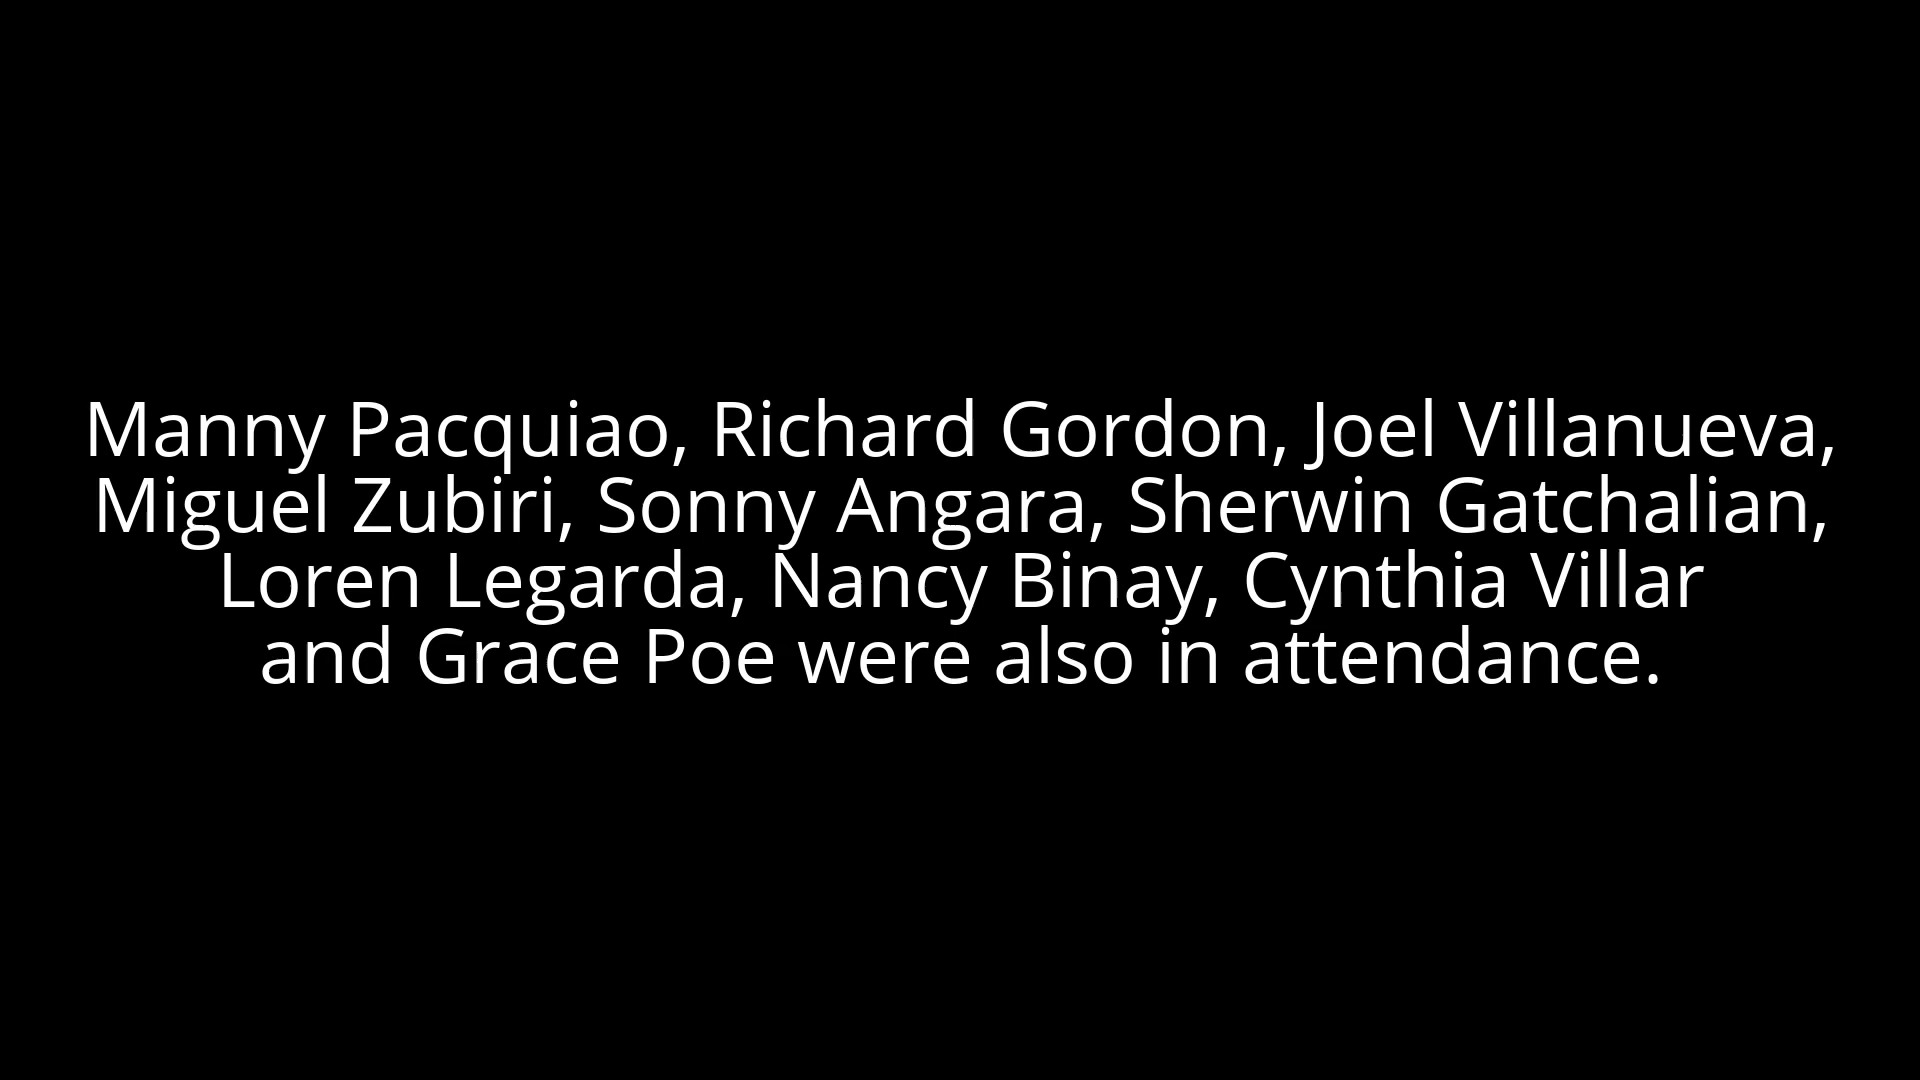 Manny Pacquiao, Richard Gordon, Joel Villanueva,
Miguel Zubiri, Sonny Angara, Sherwin Gatchalian,
Loren Legarda, Nancy Binay, Cynthia Villar
and Grace Poe were also in attendance.